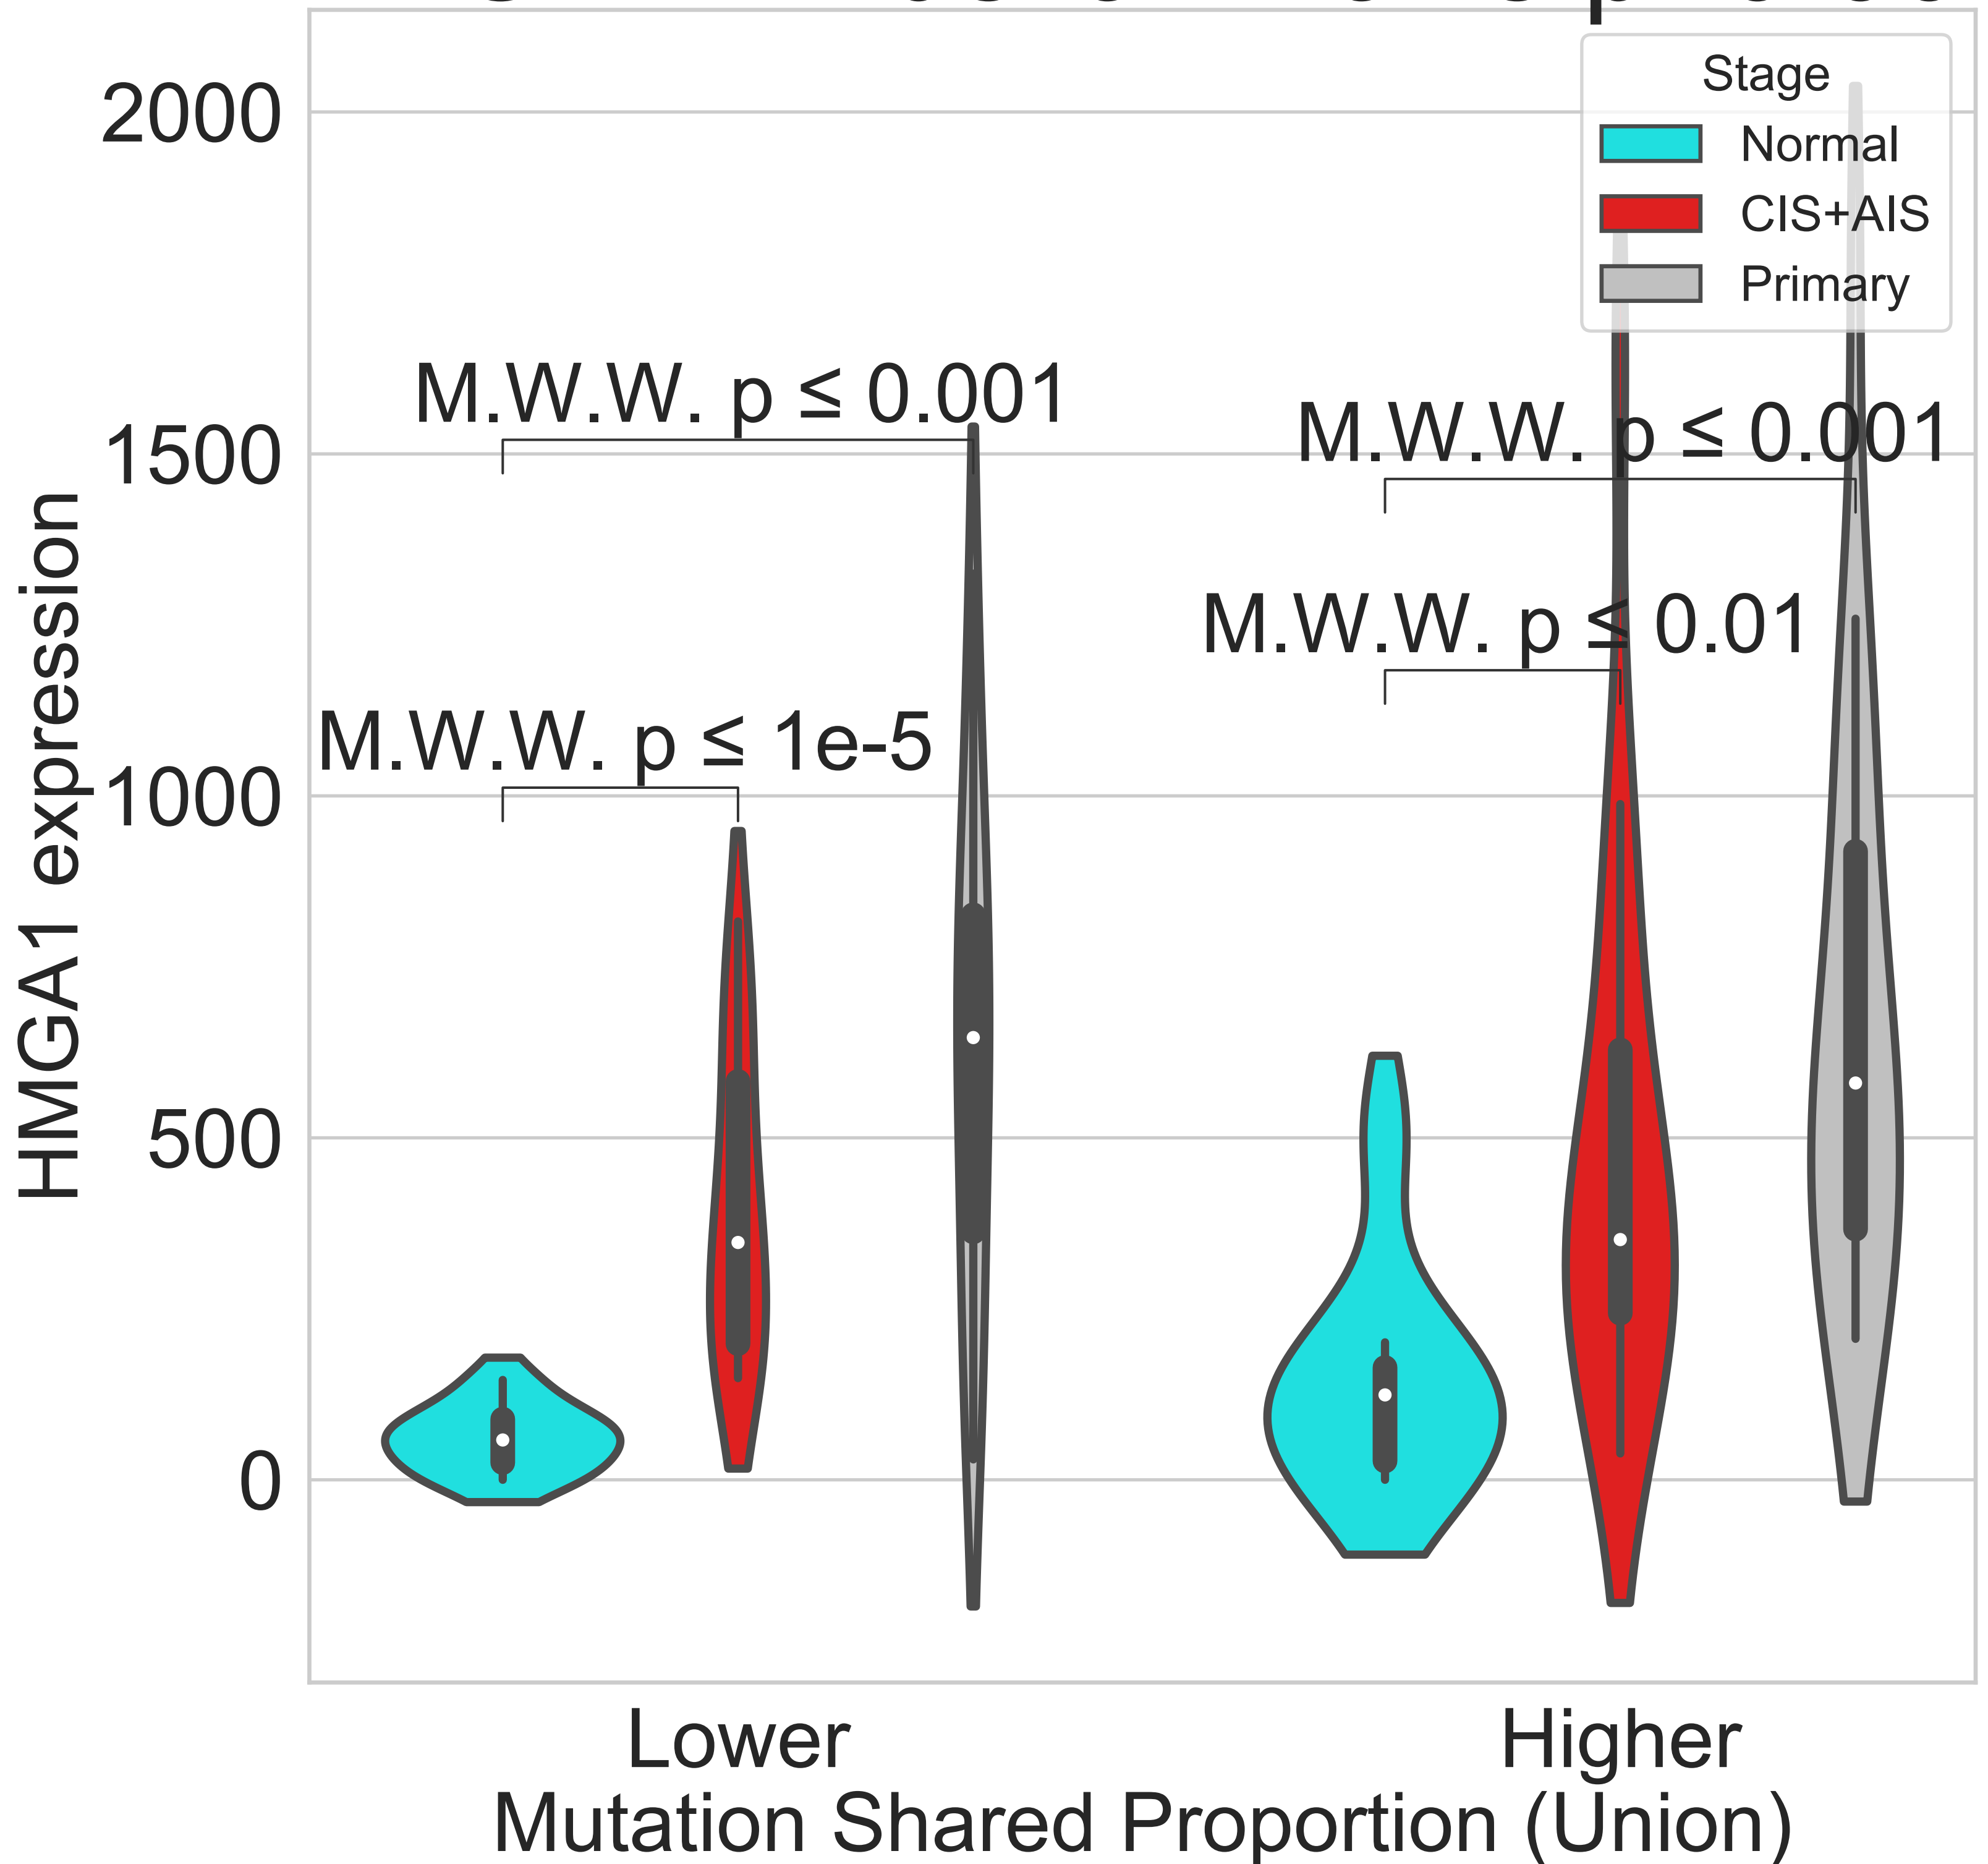 Stage
Normal
CIS+AIS
Primary
2000
1500
1000
500
0
HMGA1 expression
M.W.W. p ≤ 0.001
M.W.W. p ≤ 0.001
M.W.W. p ≤ 0.01
M.W.W. p ≤ 1e-5
Lower
Higher
Mutation Shared Proportion (Union)